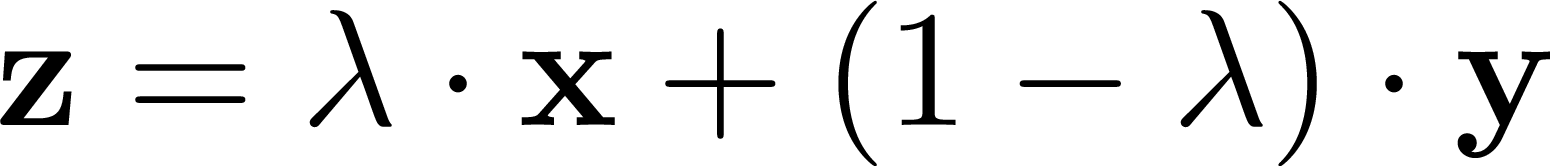 z = λ · x + (1 − λ) · y